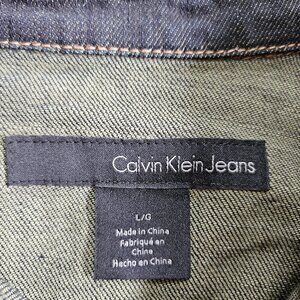 Calvin Klein Jeans
L/G
Made in China
Fabriqué en
Chine
Hecho en China